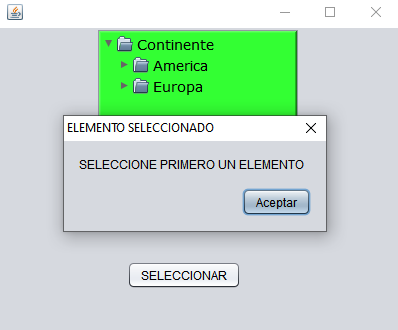 Continente
America
Europa
ELEMENTO SELECCIONADO
SELECCIONE PRIMERO UN ELEMENTO
Aceptar
SELECCIONAR